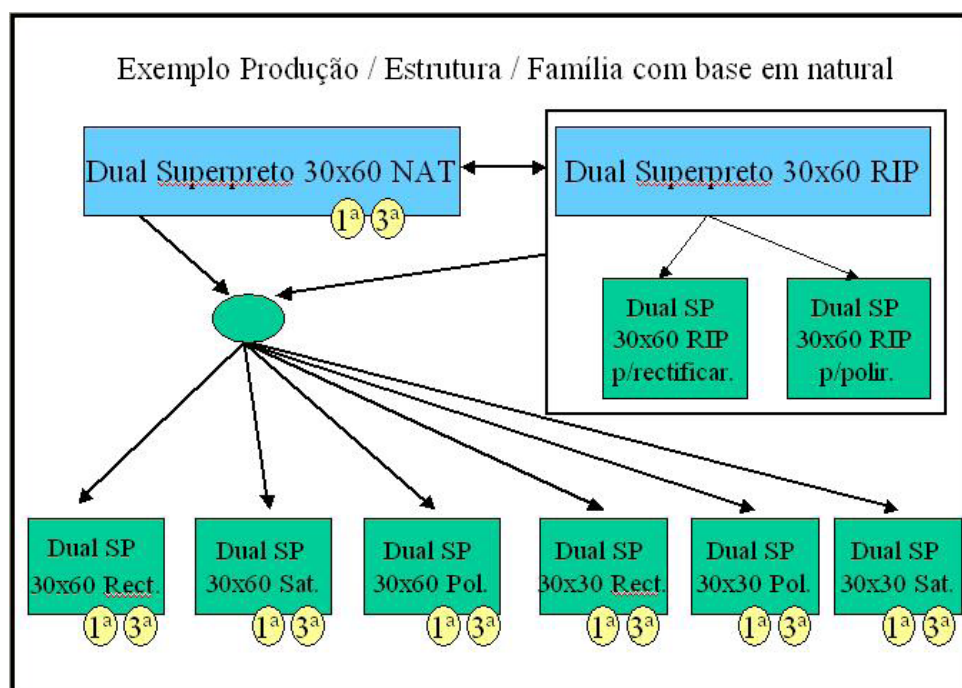 Exemplo Produção / Estrutura / Família com base em natural
Dual Superpreto 30x60 NAT
1ª 3ª
Dual Superpreto 30x60 RIP
Dual SP
30x60 RIP
p/rectificar.
Dual SP
30x60 RIP
p/polir.
Dual SP
30x60 Rect.
1ª 3ª
Dual SP
30x60 Sat.
1ª 3ª
Dual SP
30x60 Pol.
1ª 3ª
Dual SP
30x30 Rect.
1ª 3ª
Dual SP
30x30 Pol.
1ª 3ª
Dual SP
30x30 Sat.
1ª 3ª